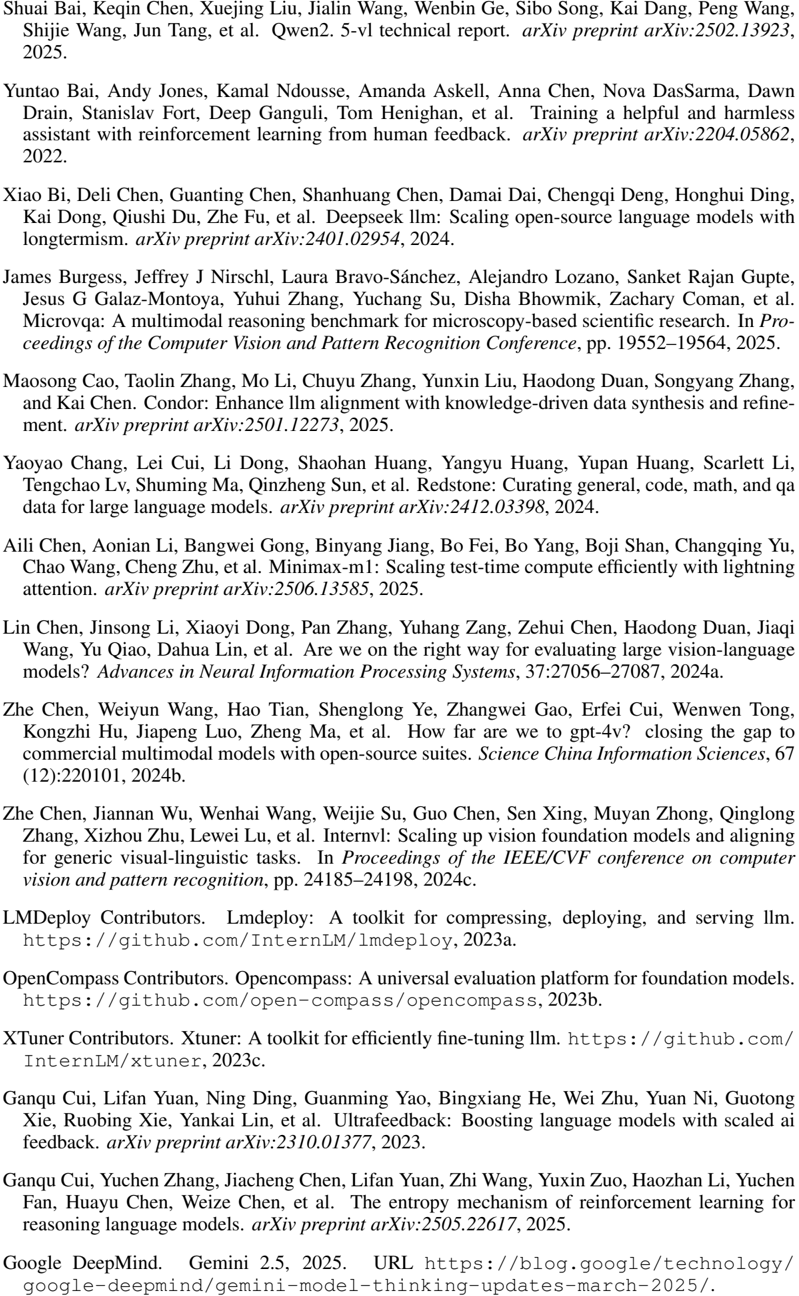 Shuai Bai, Keqin Chen, Xuejing Liu, Jialin Wang, Wenbin Ge, Sibo Song, Kai Dang, Peng Wang,
Shijie Wang, Jun Tang, et al. Qwen2. 5-vl technical report. arXiv preprint arXiv:2502.13923,
2025.
Yuntao Bai, Andy Jones, Kamal Ndousse, Amanda Askell, Anna Chen, Nova DasSarma, Dawn
Drain, Stanislav Fort, Deep Ganguli, Tom Henighan, et al. Training a helpful and harmless
assistant with reinforcement learning from human feedback. arXiv preprint arXiv:2204.05862,
2022.
Xiao Bi, Deli Chen, Guanting Chen, Shanhuang Chen, Damai Dai, Chengqi Deng, Honghui Ding,
Kai Dong, Qiushi Du, Zhe Fu, et al. Deepseek llm: Scaling open-source language models with
longtermism. arXiv preprint arXiv:2401.02954, 2024.
James Burgess, Jeffrey J Nirschl, Laura Bravo-Sánchez, Alejandro Lozano, Sanket Rajan Gupte,
Jesus G Galaz-Montoya, Yuhui Zhang, Yuchang Su, Disha Bhowmik, Zachary Coman, et al.
Microvqa: A multimodal reasoning benchmark for microscopy-based scientific research. In Pro-
ceedings of the Computer Vision and Pattern Recognition Conference, pp. 19552–19564, 2025.
Maosong Cao, Taolin Zhang, Mo Li, Chuyu Zhang, Yunxin Liu, Haodong Duan, Songyang Zhang,
and Kai Chen. Condor: Enhance llm alignment with knowledge-driven data synthesis and refine-
ment. arXiv preprint arXiv:2501.12273, 2025.
Yaoyao Chang, Lei Cui, Li Dong, Shaohan Huang, Yangyu Huang, Yupan Huang, Scarlett Li,
Tengchao Lv, Shuming Ma, Qinzheng Sun, et al. Redstone: Curating general, code, math, and qa
data for large language models. arXiv preprint arXiv:2412.03398, 2024.
Aili Chen, Aonian Li, Bangwei Gong, Binyang Jiang, Bo Fei, Bo Yang, Boji Shan, Changqing Yu,
Chao Wang, Cheng Zhu, et al. Minimax-m1: Scaling test-time compute efficiently with lightning
attention. arXiv preprint arXiv:2506.13585, 2025.
Lin Chen, Jinsong Li, Xiaoyi Dong, Pan Zhang, Yuhang Zang, Zehui Chen, Haodong Duan, Jiaqi
Wang, Yu Qiao, Dahua Lin, et al. Are we on the right way for evaluating large vision-language
models? Advances in Neural Information Processing Systems, 37:27056–27087, 2024a.
Zhe Chen, Weiyun Wang, Hao Tian, Shenglong Ye, Zhangwei Gao, Erfei Cui, Wenwen Tong,
Kongzhi Hu, Jiapeng Luo, Zheng Ma, et al. How far are we to gpt-4v? closing the gap to
commercial multimodal models with open-source suites. Science China Information Sciences, 67
(12):220101, 2024b.
Zhe Chen, Jiannan Wu, Wenhai Wang, Weijie Su, Guo Chen, Sen Xing, Muyan Zhong, Qinglong
Zhang, Xizhou Zhu, Lewei Lu, et al. Internvl: Scaling up vision foundation models and aligning
for generic visual-linguistic tasks. In Proceedings of the IEEE/CVF conference on computer
vision and pattern recognition, pp. 24185–24198, 2024c.
LMDeploy Contributors. Lmdeploy: A toolkit for compressing, deploying, and serving llm.
https://github.com/InternLM/lmdeploy, 2023a.
OpenCompass Contributors. Opencompass: A universal evaluation platform for foundation models.
https://github.com/open-compass/opencompass, 2023b.
XTuner Contributors. Xtuner: A toolkit for efficiently fine-tuning llm. https://github.com/
InternLM/xtuner, 2023c.
Ganqu Cui, Lifan Yuan, Ning Ding, Guanming Yao, Bingxiang He, Wei Zhu, Yuan Ni, Guotong
Xie, Ruobing Xie, Yankai Lin, et al. Ultrafeedback: Boosting language models with scaled ai
feedback. arXiv preprint arXiv:2310.01377, 2023.
Ganqu Cui, Yuchen Zhang, Jiacheng Chen, Lifan Yuan, Zhi Wang, Yuxin Zuo, Haozhan Li, Yuchen
Fan, Huayu Chen, Weize Chen, et al. The entropy mechanism of reinforcement learning for
reasoning language models. arXiv preprint arXiv:2505.22617, 2025.
Google DeepMind. Gemini 2.5, 2025. URL https://blog.google/technology/
google-deepmind/gemini-model-thinking-updates-march-2025/.